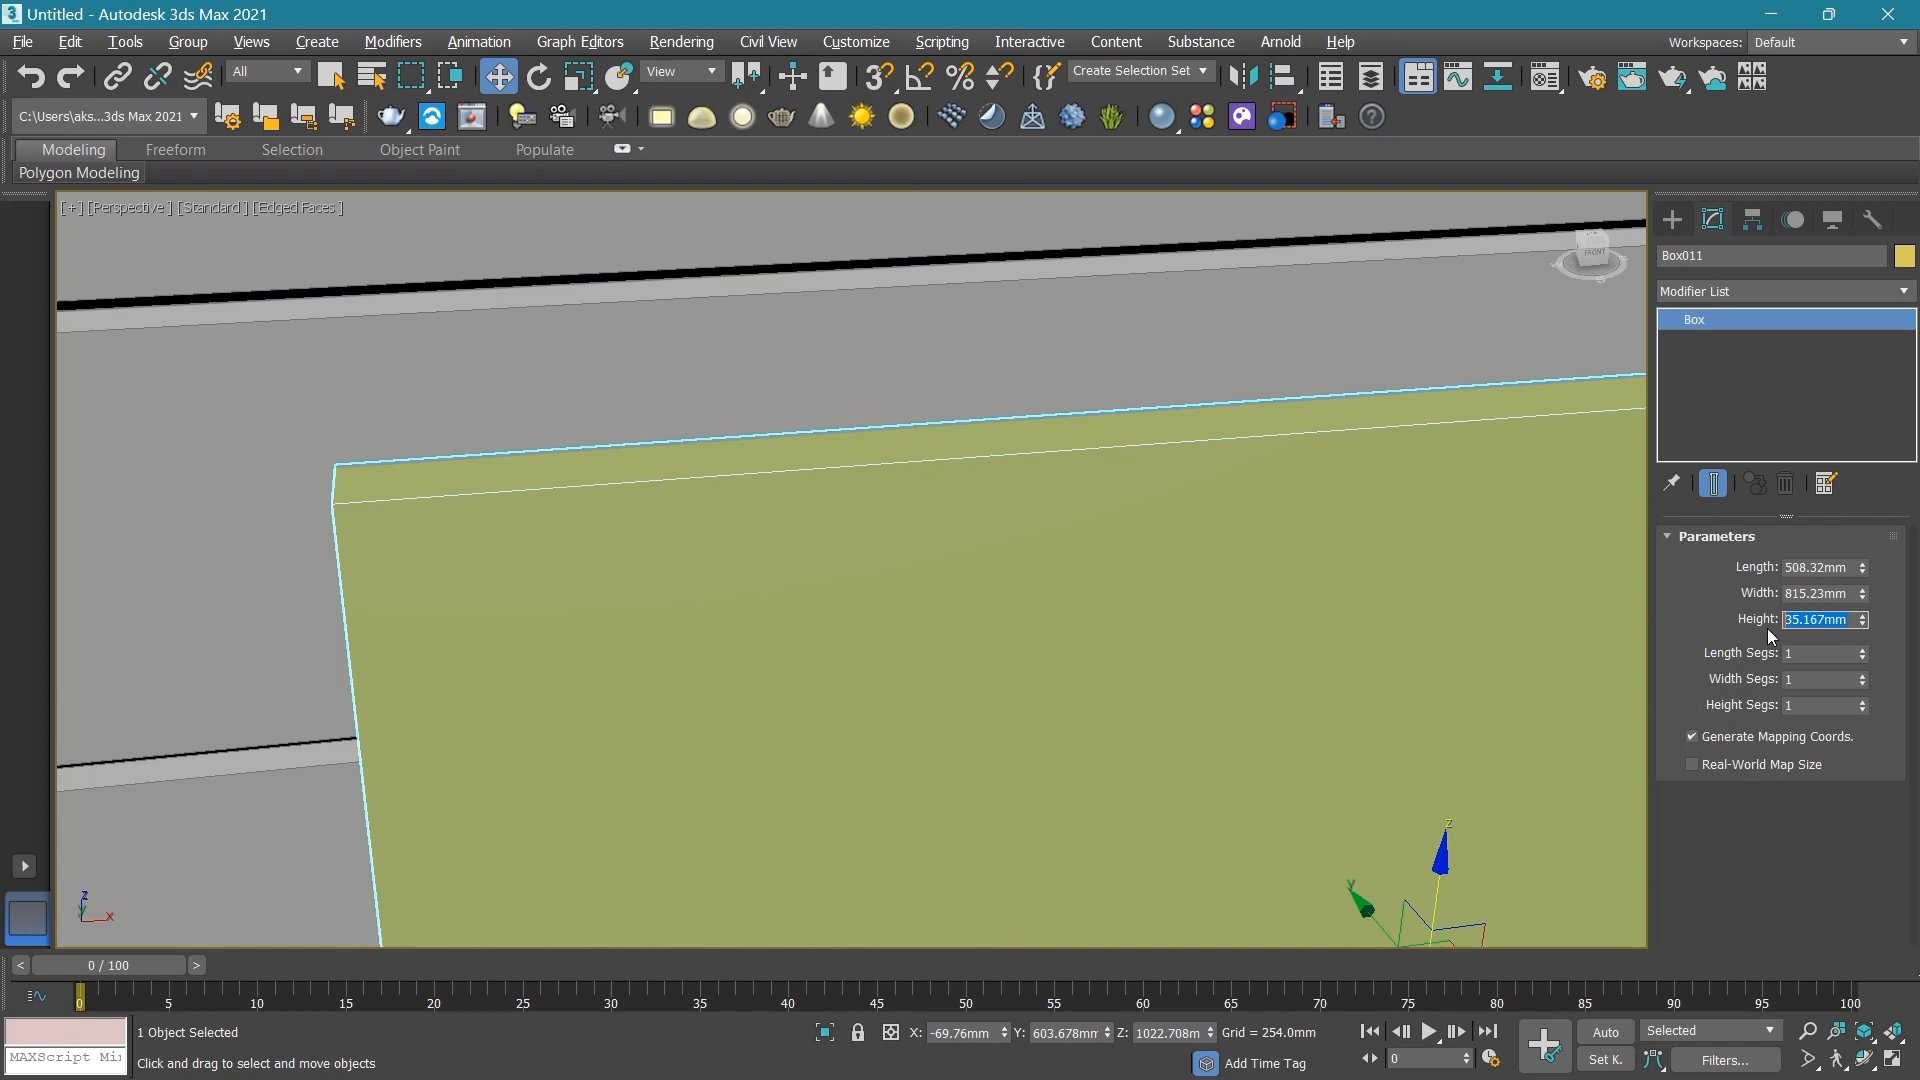 3 Untitled - Autodesk 3ds Max 2021
File Edit Tools Group Views Create Modifiers Animation Graph Editors Rendering Civil View Customize Scripting Interactive Content Substance Arnold Help Workspaces: Default
All View Create Selection Set
C:\Users\aks...3ds Max 2021
Modeling Freeform Selection Object Paint Populate
Polygon Modeling
[+] [Perspective] [Standard] [Edged Faces]
FRONT
Box011
Modifier List
Box
Parameters
Length: 508.32mm
Width: 815.23mm
Height: 35.167mm
Length Segs: 1
Width Segs: 1
Height Segs: 1
Generate Mapping Coords.
Real-World Map Size
z
y
z
y x
< 0 / 100 >
0 5 10 15 20 25 30 35 40 45 50 55 60 65 70 75 80 85 90 95 100
1 Object Selected X: -69.76mm Y: 603.678mm Z: 1022.708m Grid = 254.0mm Auto Selected
MAXScript Mi Click and drag to select and move objects Add Time Tag 0 Set K. Filters...